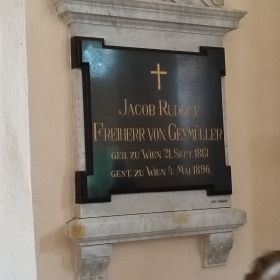 JACOB RUDOLF
FREIHERR VON GEYMÜLLER
GEB. ZU WIEN 21. SEPT. 1813
GEST. ZU WIEN 4. MAI 1896.